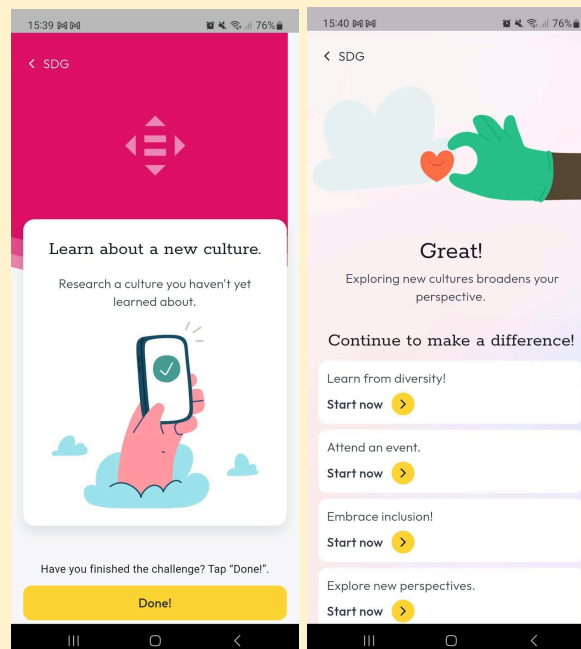 15:39
76%
< SDG
Learn about a new culture.
Research a culture you haven't yet
learned about.
Have you finished the challenge? Tap “Done!”.
Done!
15:40
76%
< SDG
Great!
Exploring new cultures broadens your
perspective.
Continue to make a difference!
Learn from diversity!
Start now >
Attend an event.
Start now >
Embrace inclusion!
Start now >
Explore new perspectives.
Start now >